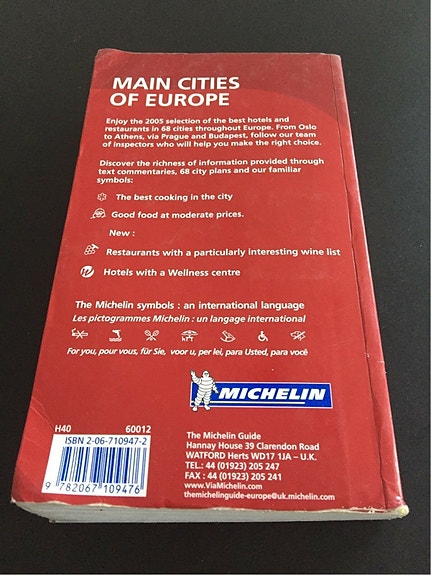 MAIN CITIES
OF EUROPE
Enjoy the 2005 selection of the best hotels and
restaurants in 68 cities throughout Europe. From Oslo
to Athens, via Prague and Budapest, follow our team
of inspectors who will help you make the right choice.
Discover the richness of information provided through
text commentaries, 68 city plans and our familiar
symbols:
The best cooking in the city
Good food at moderate prices.
New :
Restaurants with a particularly interesting wine list
Hotels with a Wellness centre
The Michelin symbols : an international language
Les pictogrammes Michelin : un langage international
For you, pour vous, für Sie, voor u, per lei, para Usted, para você
MICHELIN
H40 60012
ISBN 2-06-710947-2
9 782067 109476
The Michelin Guide
Hannay House 39 Clarendon Road
WATFORD Herts WD17 1JA – U.K.
TEL.: 44 (01923) 205 247
FAX : 44 (01923) 205 241
www.ViaMichelin.com
themichelinguide-europe@uk.michelin.com